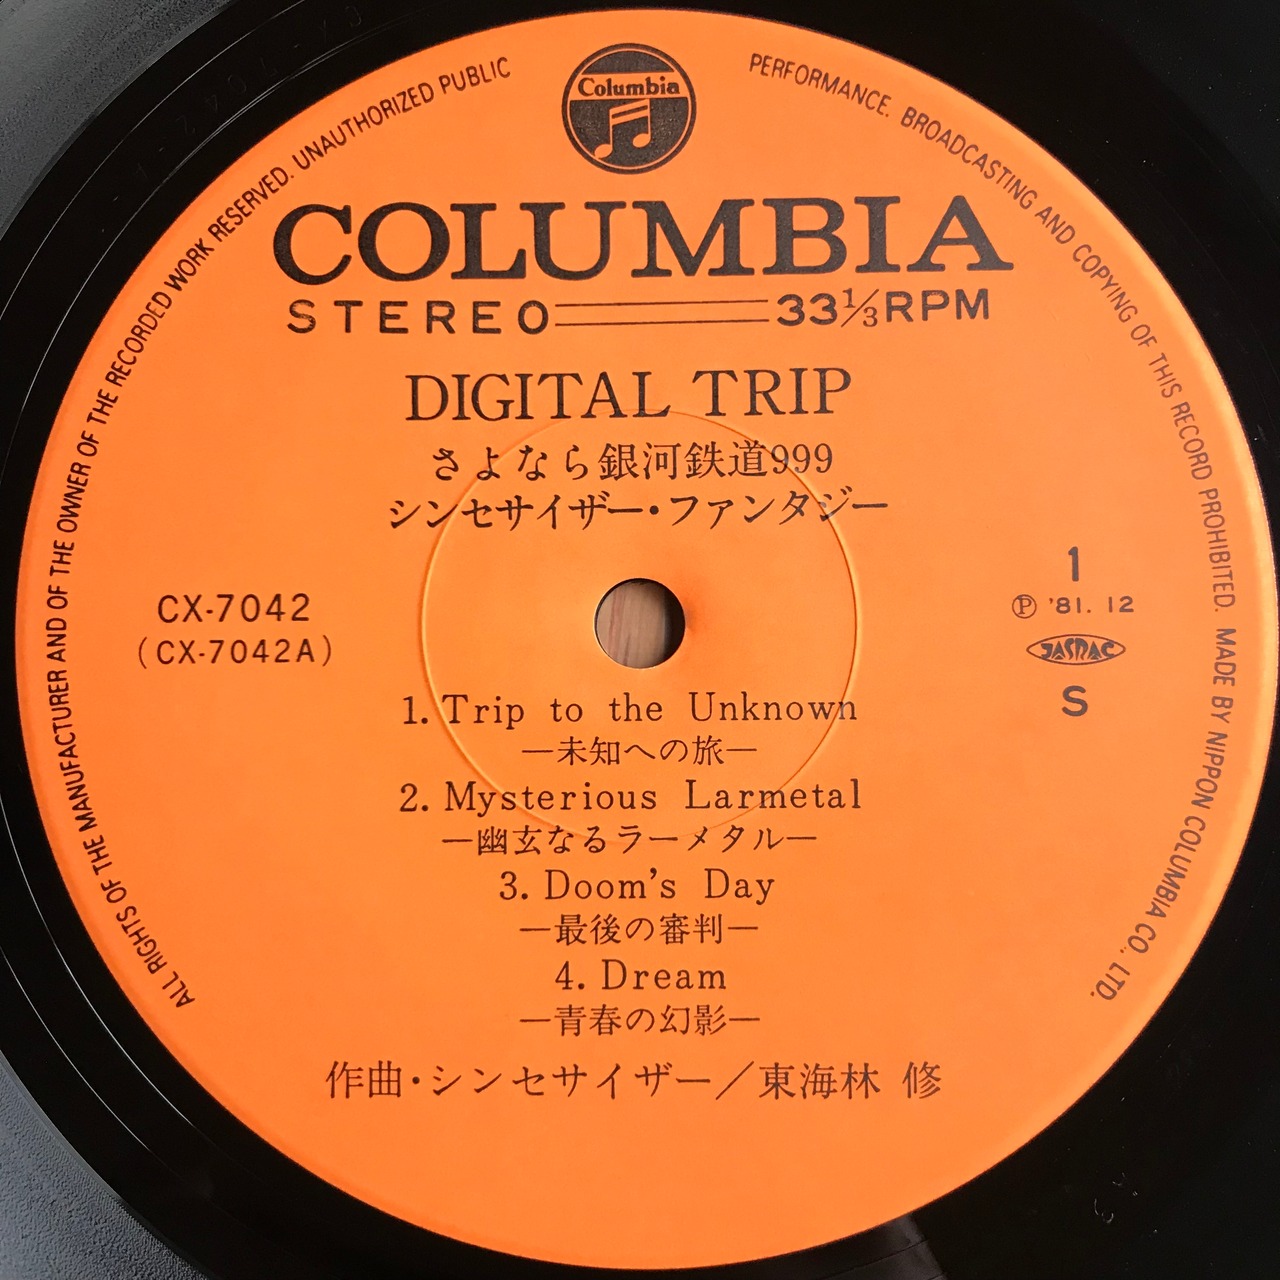 ALL RIGHTS OF THE MANUFACTURER AND OF THE OWNER OF THE RECORDED WORK RESERVED. UNAUTHORIZED PUBLIC PERFORMANCE. BROADCASTING AND COPYING OF THIS RECORD PROHIBITED. MADE BY NIPPON COLUMBIA CO., LTD.
Columbia
COLUMBIA
STEREO 33⅓RPM
DIGITAL TRIP
さよなら銀河鉄道999
シンセサイザー・ファンタジー
CX-7042
(CX-7042A)
1
Ⓟ '81. 12
JASRAC
S
1. Trip to the Unknown
—未知への旅—
2. Mysterious Larmetal
—幽玄なるラーメタル—
3. Doom's Day
—最後の審判—
4. Dream
—青春の幻影—
作曲・シンセサイザー／東海林 修